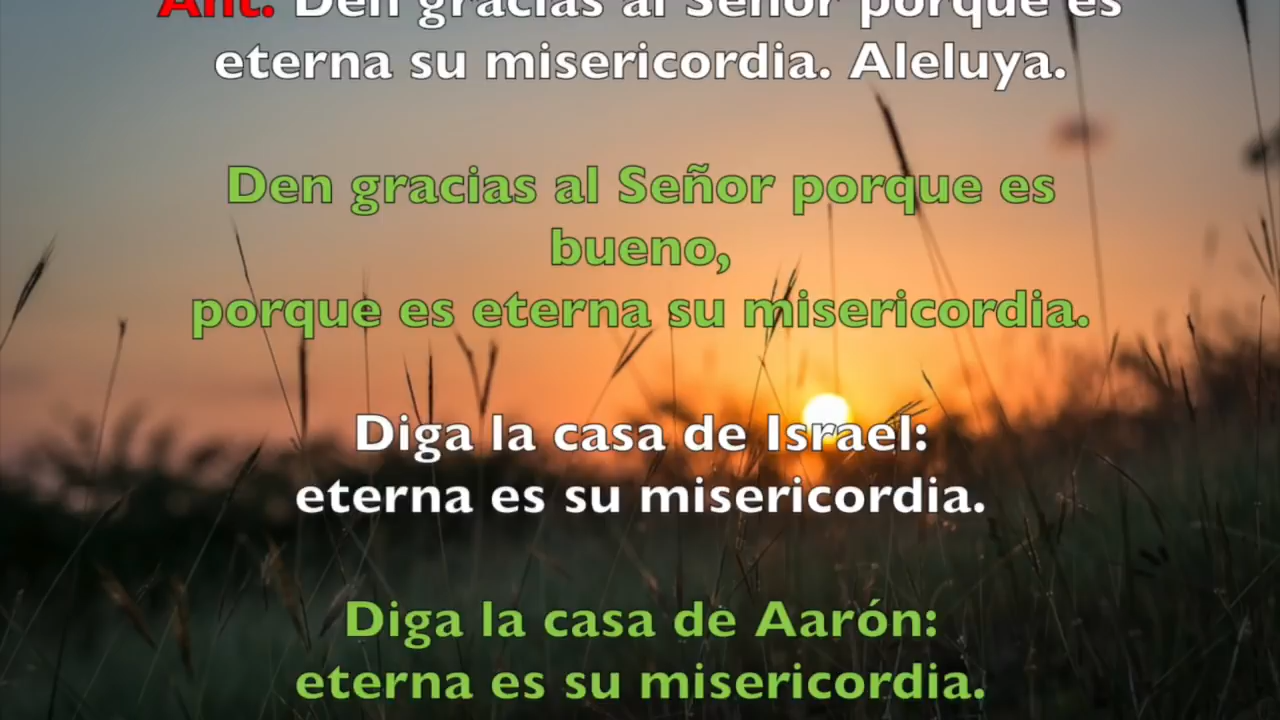 Ant. Den gracias al Señor porque es
eterna su misericordia. Aleluya.
Den gracias al Señor porque es
bueno,
porque es eterna su misericordia.
Diga la casa de Israel:
eterna es su misericordia.
Diga la casa de Aarón:
eterna es su misericordia.